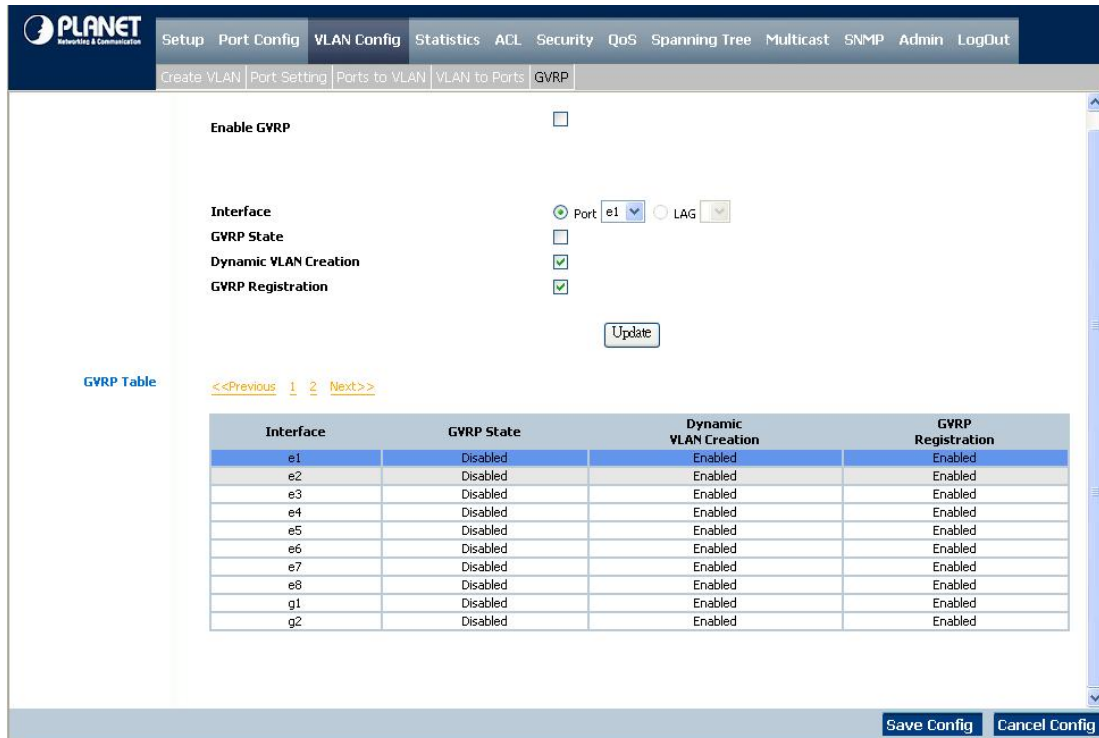 PLANET
Networking & Communication
Setup Port Config VLAN Config Statistics ACL Security QoS Spanning Tree Multicast SNMP Admin LogOut
Create VLAN Port Setting Ports to VLAN VLAN to Ports GVRP
Enable GVRP
Interface Port e1 LAG
GVRP State
Dynamic VLAN Creation
GVRP Registration
Update
GVRP Table <<Previous 1 2 Next>>
Interface GVRP State Dynamic VLAN Creation GVRP Registration
e1 Disabled Enabled Enabled
e2 Disabled Enabled Enabled
e3 Disabled Enabled Enabled
e4 Disabled Enabled Enabled
e5 Disabled Enabled Enabled
e6 Disabled Enabled Enabled
e7 Disabled Enabled Enabled
e8 Disabled Enabled Enabled
g1 Disabled Enabled Enabled
g2 Disabled Enabled Enabled
Save Config Cancel Config